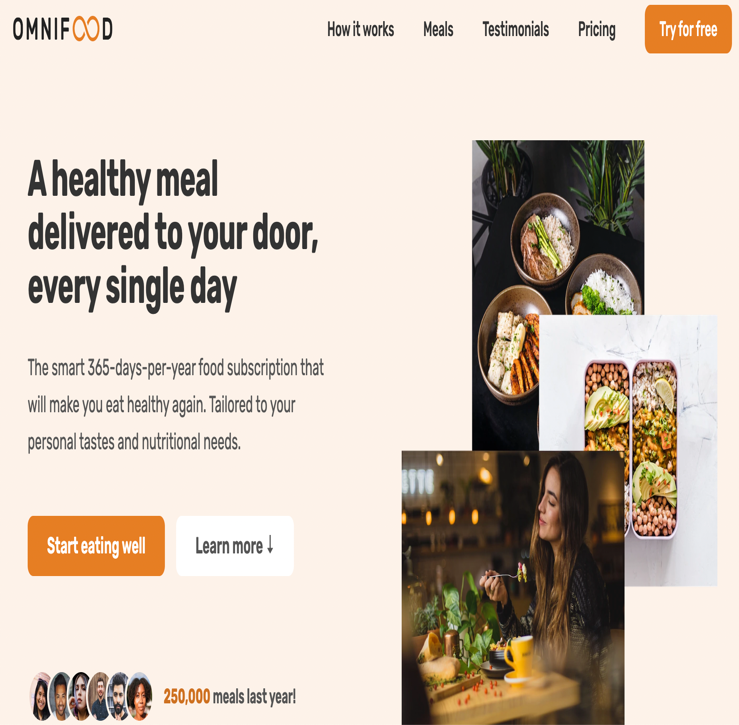 OMNIFOOD
How it works
Meals
Testimonials
Pricing
Try for free
A healthy meal
delivered to your door,
every single day
The smart 365-days-per-year food subscription that
will make you eat healthy again. Tailored to your
personal tastes and nutritional needs.
Start eating well
Learn more ↓
250,000 meals last year!